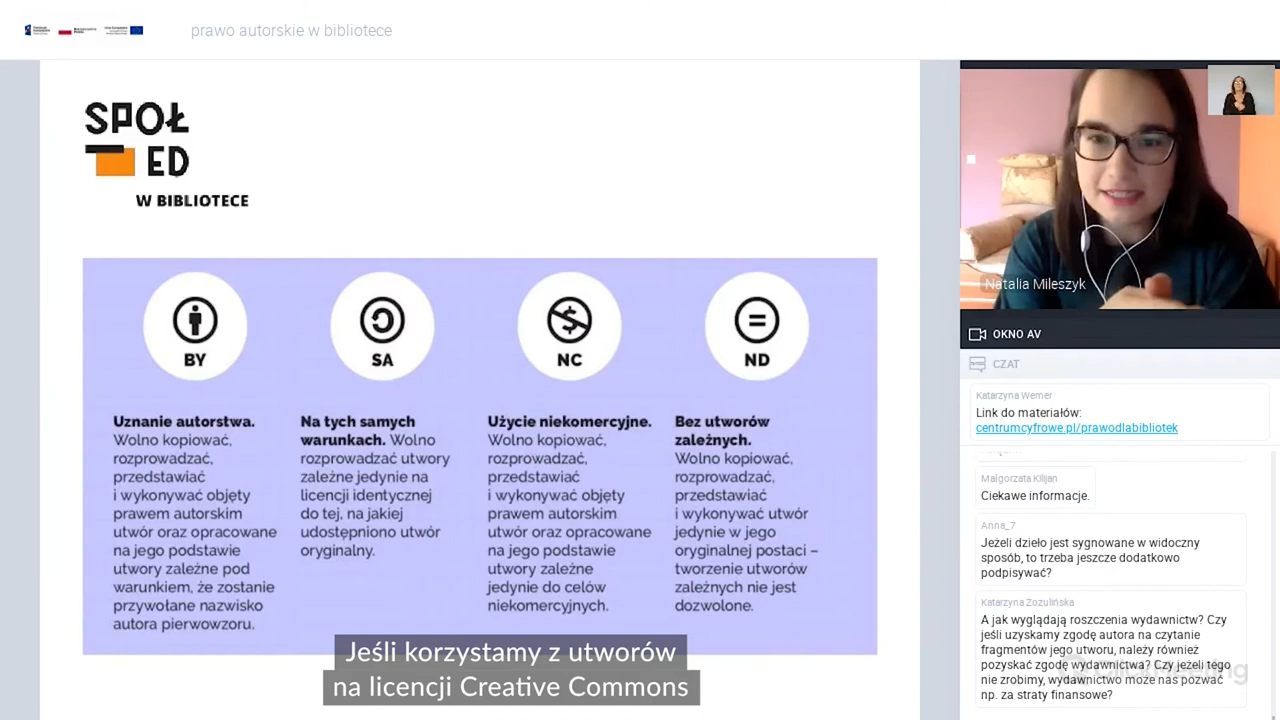 prawo autorskie w bibliotece
SPOŁ
ED
W BIBLIOTECE
BY
Uznanie autorstwa.
Wolno kopiować,
rozprowadzać,
przedstawiać
i wykonywać objęty
prawem autorskim
utwór oraz opracowane
na jego podstawie
utwory zależne pod
warunkiem, że zostanie
przywołane nazwisko
autora pierwowzoru.
SA
Na tych samych
warunkach. Wolno
rozprowadzać utwory
zależne jedynie na
licencji identycznej
do tej, na jakiej
udostępniono utwór
oryginalny.
NC
Użycie niekomercyjne.
Wolno kopiować,
rozprowadzać,
przedstawiać
i wykonywać objęty
prawem autorskim
utwór oraz opracowane
na jego podstawie
utwory zależne
jedynie do celów
niekomercyjnych.
ND
Bez utworów
zależnych.
Wolno kopiować,
rozprowadzać,
przedstawiać
i wykonywać utwór
jedynie w jego
oryginalnej postaci –
tworzenie utworów
zależnych nie jest
dozwolone.
Jeśli korzystamy z utworów
na licencji Creative Commons
Natalia Mileszyk
OKNO AV
CZAT
Katarzyna Werner
Link do materiałów:
centrumcyfrowe.pl/prawodlabibliotek
Malgorzata Kilijan
Ciekawe informacje.
Anna_7
Jeżeli dzieło jest sygnowane w widoczny
sposób, to trzeba jeszcze dodatkowo
podpisywać?
Katarzyna Zozulińska
A jak wyglądają roszczenia wydawnictw? Czy
jeśli uzyskamy zgodę autora na czytanie
fragmentów jego utworu, należy również
pozyskać zgodę wydawnictwa? Czy jeżeli tego
nie zrobimy, wydawnictwo może nas pozwać
np. za straty finansowe?